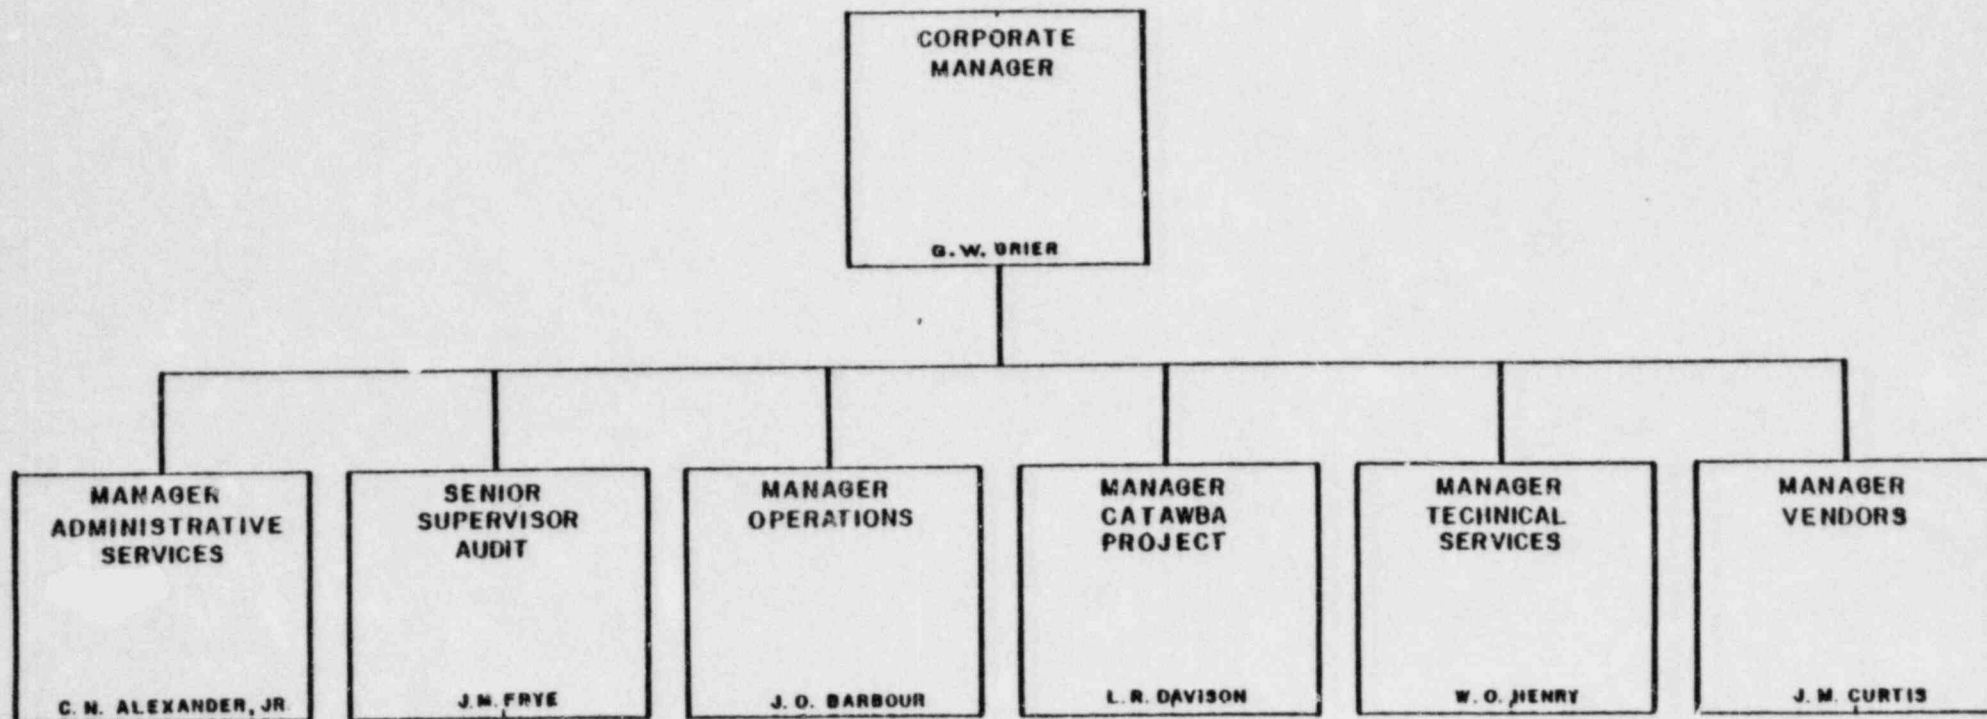 CORPORATE
MANAGER
G. W. GRIER
MANAGER
ADMINISTRATIVE
SERVICES
C. N. ALEXANDER, JR.
SENIOR
SUPERVISOR
AUDIT
J. M. FRYE
MANAGER
OPERATIONS
J. O. BARBOUR
MANAGER
CATAWBA
PROJECT
L. R. DAVISON
MANAGER
TECHNICAL
SERVICES
W. O. HENRY
MANAGER
VENDORS
J. M. CURTIS